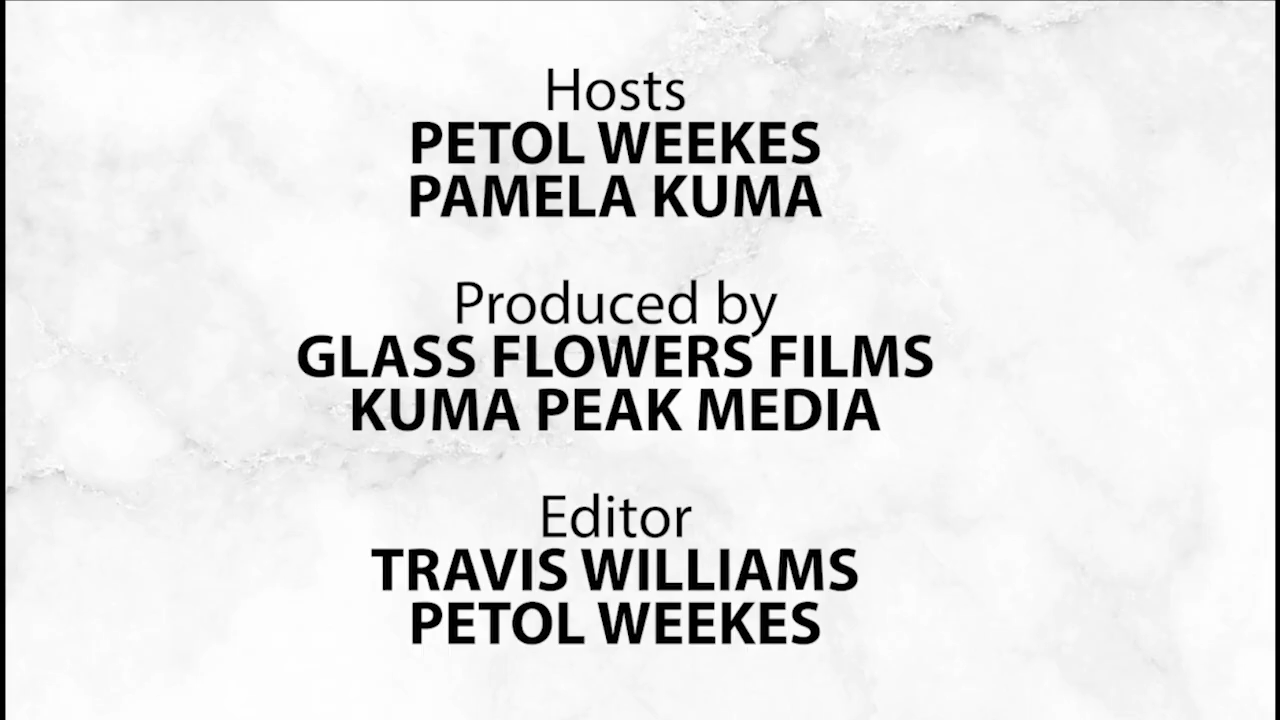 Hosts
PETOL WEEKES
PAMELA KUMA
Produced by
GLASS FLOWERS FILMS
KUMA PEAK MEDIA
Editor
TRAVIS WILLIAMS
PETOL WEEKES